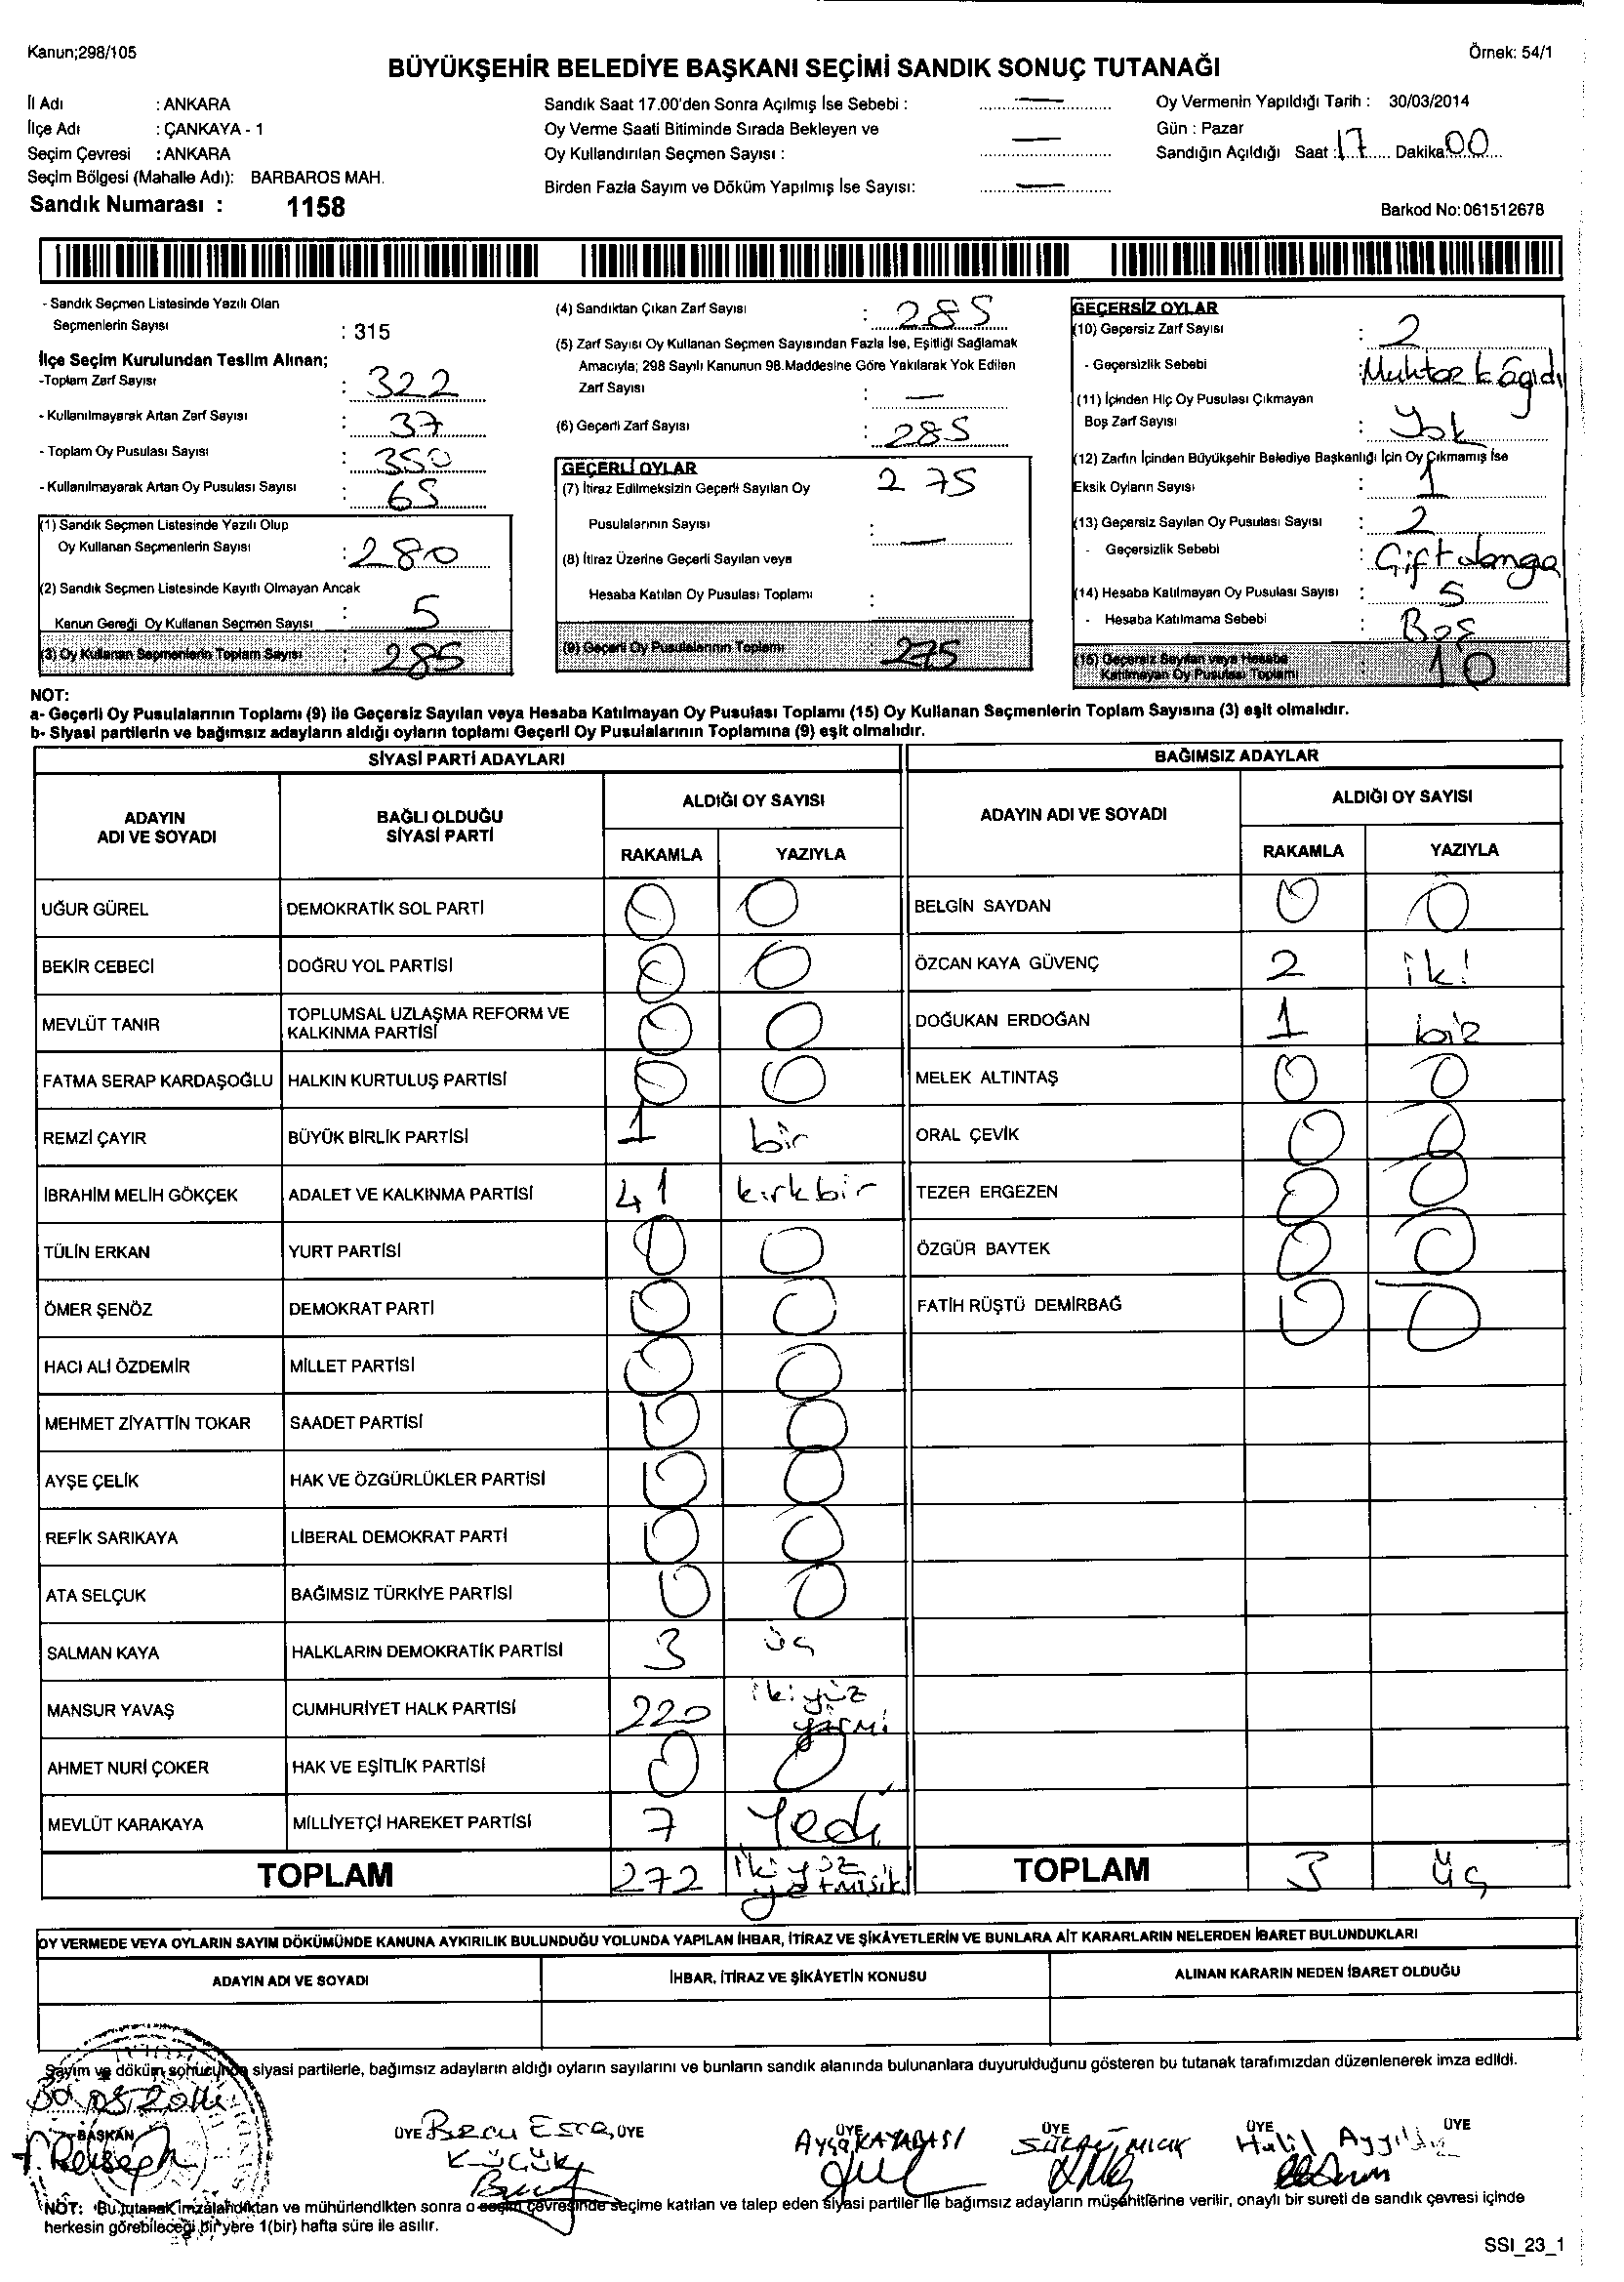 Kanun;298/105
Örnek: 54/1
BÜYÜKŞEHİR BELEDİYE BAŞKANI SEÇİMİ SANDIK SONUÇ TUTANAĞI
İl Adı : ANKARA
İlçe Adı : ÇANKAYA - 1
Seçim Çevresi : ANKARA
Seçim Bölgesi (Mahalle Adı): BARBAROS MAH.
Sandık Numarası : 1158
Sandık Saat 17.00'den Sonra Açılmış İse Sebebi : —
Oy Verme Saati Bitiminde Sırada Bekleyen ve
Oy Kullandırılan Seçmen Sayısı : —
Birden Fazla Sayım ve Döküm Yapılmış İse Sayısı: —
Oy Vermenin Yapıldığı Tarih : 30/03/2014
Gün : Pazar
Sandığın Açıldığı Saat : 17 Dakika 00
Barkod No: 061512678
- Sandık Seçmen Listesinde Yazılı Olan
Seçmenlerin Sayısı : 315
İlçe Seçim Kurulundan Teslim Alınan;
-Toplam Zarf Sayısı : 322
- Kullanılmayarak Artan Zarf Sayısı : 37
- Toplam Oy Pusulası Sayısı : 350
- Kullanılmayarak Artan Oy Pusulası Sayısı : 65
(1) Sandık Seçmen Listesinde Yazılı Olup
Oy Kullanan Seçmenlerin Sayısı : 280
(2) Sandık Seçmen Listesinde Kayıtlı Olmayan Ancak
Kanun Gereği Oy Kullanan Seçmen Sayısı : 5
(3) Oy Kullanan Seçmenlerin Toplam Sayısı : 285
(4) Sandıktan Çıkan Zarf Sayısı : 285
(5) Zarf Sayısı Oy Kullanan Seçmen Sayısından Fazla İse, Eşitliği Sağlamak
Amacıyla; 298 Sayılı Kanunun 98.Maddesine Göre Yakılarak Yok Edilen
Zarf Sayısı : —
(6) Geçerli Zarf Sayısı : 285
GEÇERLİ OYLAR
(7) İtiraz Edilmeksizin Geçerli Sayılan Oy 275
Pusulalarının Sayısı : —
(8) İtiraz Üzerine Geçerli Sayılan veya
Hesaba Katılan Oy Pusulası Toplamı :
(9) Geçerli Oy Pusulalarının Toplamı : 275
GEÇERSİZ OYLAR
(10) Geçersiz Zarf Sayısı : 2
- Geçersizlik Sebebi : Muhtar kâgıdı
(11) İçinden Hiç Oy Pusulası Çıkmayan
Boş Zarf Sayısı : Yok
(12) Zarfın İçinden Büyükşehir Belediye Başkanlığı İçin Oy Çıkmamış İse
Eksik Oyların Sayısı : 1
(13) Geçersiz Sayılan Oy Pusulası Sayısı : 2
- Geçersizlik Sebebi : Çift damga
(14) Hesaba Katılmayan Oy Pusulası Sayısı : 5
- Hesaba Katılmama Sebebi : Boş
(15) Geçersiz Sayılan veya Hesaba
Katılmayan Oy Pusulası Toplamı : 10
NOT:
a- Geçerli Oy Pusulalarının Toplamı (9) ile Geçersiz Sayılan veya Hesaba Katılmayan Oy Pusulası Toplamı (15) Oy Kullanan Seçmenlerin Toplam Sayısına (3) eşit olmalıdır.
b- Siyasi partilerin ve bağımsız adayların aldığı oyların toplamı Geçerli Oy Pusulalarının Toplamına (9) eşit olmalıdır.
SİYASİ PARTİ ADAYLARI
ADAYIN ADI VE SOYADI BAĞLI OLDUĞU SİYASİ PARTİ ALDIĞI OY SAYISI
RAKAMLA YAZIYLA
UĞUR GÜREL DEMOKRATİK SOL PARTİ 0 0
BEKİR CEBECİ DOĞRU YOL PARTİSİ 0 0
MEVLÜT TANIR TOPLUMSAL UZLAŞMA REFORM VE KALKINMA PARTİSİ 0 0
FATMA SERAP KARDAŞOĞLU HALKIN KURTULUŞ PARTİSİ 0 0
REMZİ ÇAYIR BÜYÜK BİRLİK PARTİSİ 1 bir
İBRAHİM MELİH GÖKÇEK ADALET VE KALKINMA PARTİSİ 41 kırkbir
TÜLİN ERKAN YURT PARTİSİ 0 0
ÖMER ŞENÖZ DEMOKRAT PARTİ 0 0
HACI ALİ ÖZDEMİR MİLLET PARTİSİ 0 0
MEHMET ZİYATTİN TOKAR SAADET PARTİSİ 0 0
AYŞE ÇELİK HAK VE ÖZGÜRLÜKLER PARTİSİ 0 0
REFİK SARIKAYA LİBERAL DEMOKRAT PARTİ 0 0
ATA SELÇUK BAĞIMSIZ TÜRKİYE PARTİSİ 0 0
SALMAN KAYA HALKLARIN DEMOKRATİK PARTİSİ 3 üç
MANSUR YAVAŞ CUMHURİYET HALK PARTİSİ 220 ikiyüz yirmi
AHMET NURİ ÇOKER HAK VE EŞİTLİK PARTİSİ 0 0
MEVLÜT KARAKAYA MİLLİYETÇİ HAREKET PARTİSİ 7 Yedi
TOPLAM 272 ikiyüz yetmişik
BAĞIMSIZ ADAYLAR
ADAYIN ADI VE SOYADI ALDIĞI OY SAYISI
RAKAMLA YAZIYLA
BELGİN SAYDAN 0 0
ÖZCAN KAYA GÜVENÇ 2 iki
DOĞUKAN ERDOĞAN 1 bir
MELEK ALTINTAŞ 0 0
ORAL ÇEVİK 0 0
TEZER ERGEZEN 0 0
ÖZGÜR BAYTEK 0 0
FATİH RÜŞTÜ DEMİRBAĞ 0 0
TOPLAM 3 üç
OY VERMEDE VEYA OYLARIN SAYIM DÖKÜMÜNDE KANUNA AYKIRILIK BULUNDUĞU YOLUNDA YAPILAN İHBAR, İTİRAZ VE ŞİKÂYETLERİN VE BUNLARA AİT KARARLARIN NELERDEN İBARET BULUNDUKLARI
ADAYIN ADI VE SOYADI İHBAR, İTİRAZ VE ŞİKÂYETİN KONUSU ALINAN KARARIN NEDEN İBARET OLDUĞU
Sayım ve döküm sonucunda siyasi partilerle, bağımsız adayların aldığı oyların sayılarını ve bunların sandık alanında bulunanlara duyurulduğunu gösteren bu tutanak tarafımızdan düzenlenerek imza edildi.
BAŞKAN ÜYE ÜYE ÜYE ÜYE ÜYE ÜYE
Esra Küçük
Ayşe KAYABAŞI
Halil Ayyıldız
NOT: Bu tutanak imzalandıktan ve mühürlendikten sonra o seçim çevresinde seçime katılan ve talep eden siyasi partiler ile bağımsız adayların müşahitlerine verilir, onaylı bir sureti de sandık çevresi içinde
herkesin görebileceği bir yere 1(bir) hafta süre ile asılır.
SSI_23_1